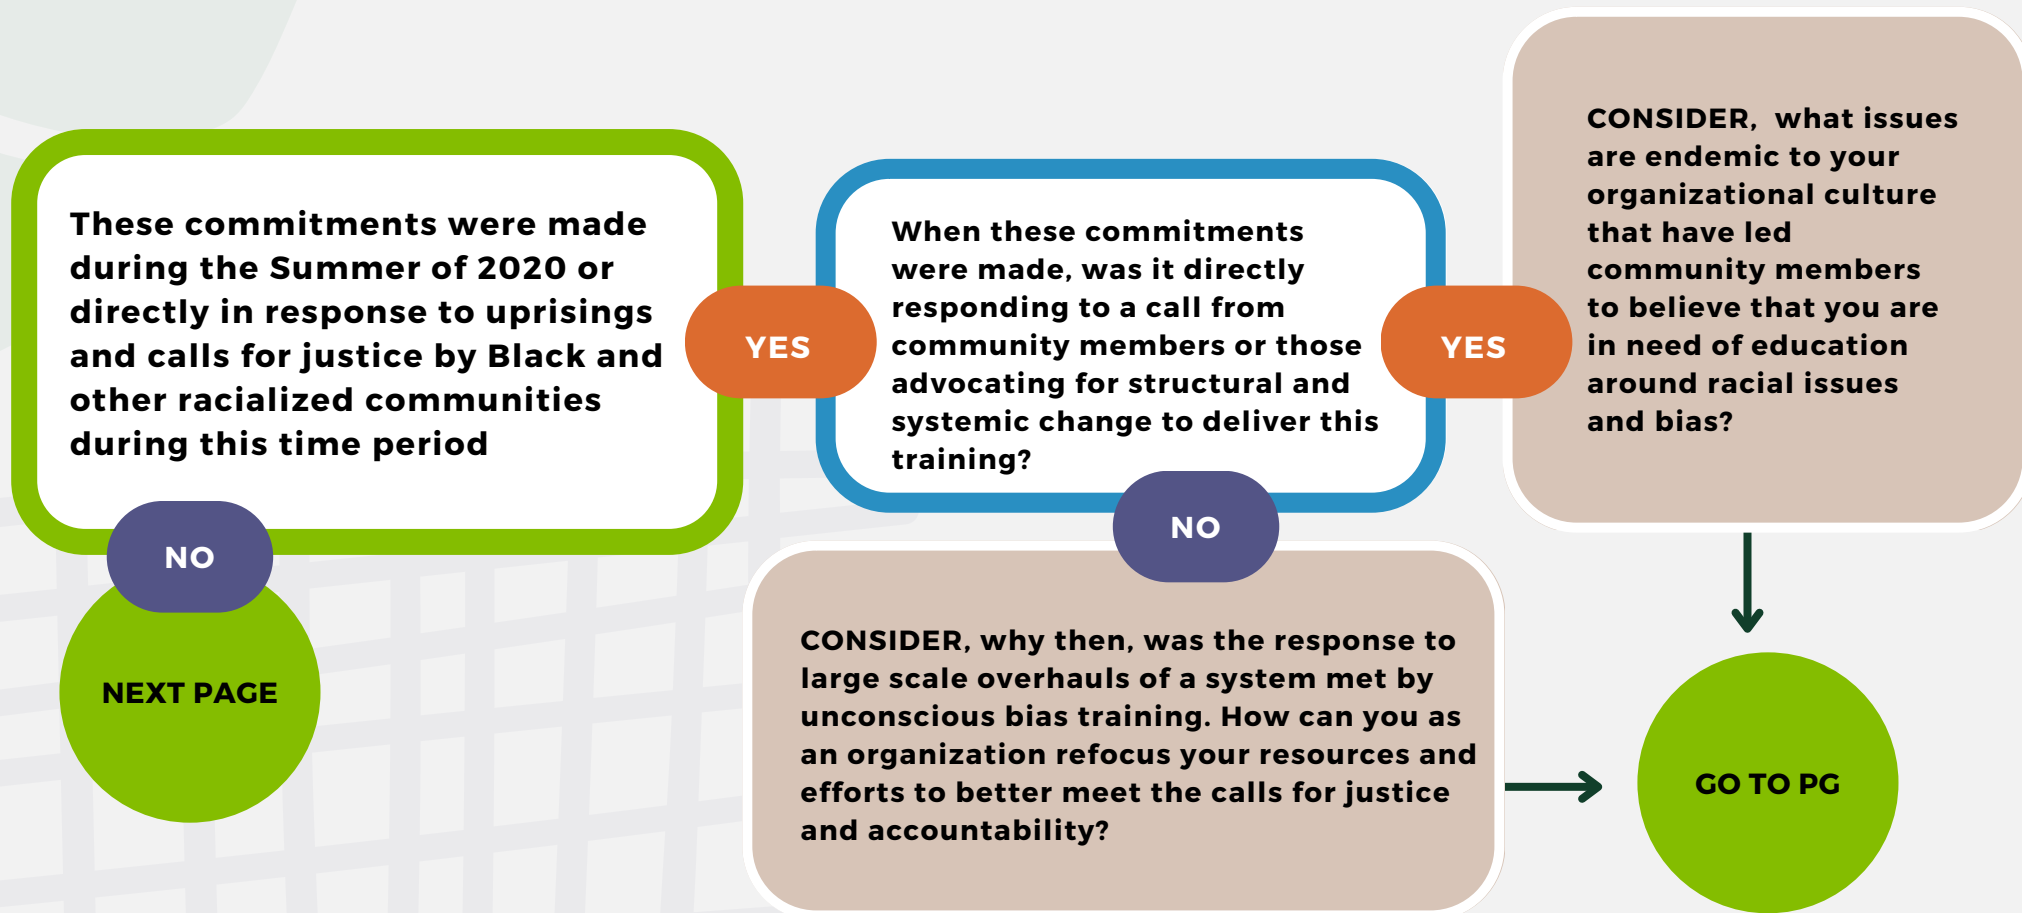 These commitments were made
during the Summer of 2020 or
directly in response to uprisings
and calls for justice by Black and
other racialized communities
during this time period
YES
NO
NEXT PAGE
When these commitments
were made, was it directly
responding to a call from
community members or those
advocating for structural and
systemic change to deliver this
training?
YES
NO
CONSIDER, what issues
are endemic to your
organizational culture
that have led
community members
to believe that you are
in need of education
around racial issues
and bias?
CONSIDER, why then, was the response to
large scale overhauls of a system met by
unconscious bias training. How can you as
an organization refocus your resources and
efforts to better meet the calls for justice
and accountability?
GO TO PG